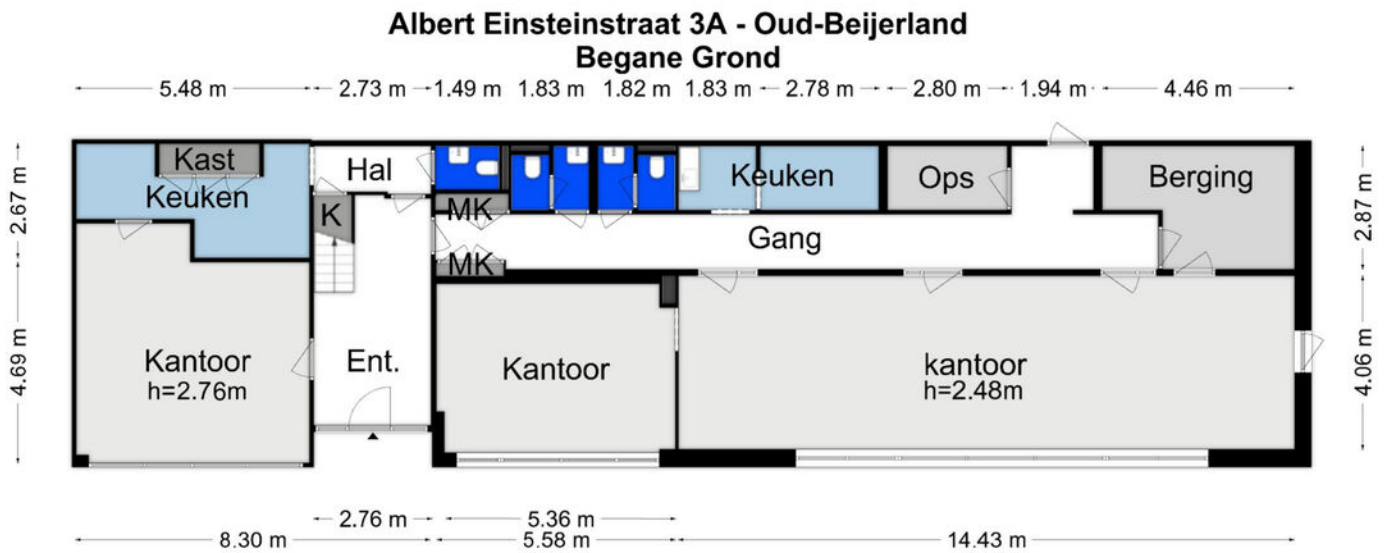 Albert Einsteinstraat 3A - Oud-Beijerland
Begane Grond
5.48 m 2.73 m 1.49 m 1.83 m 1.82 m 1.83 m 2.78 m 2.80 m 1.94 m 4.46 m
2.67 m
4.69 m
Kast
Keuken
Hal
K
MK
MK
Keuken
Ops
Berging
Gang
Kantoor
h=2.76m
Ent.
Kantoor
kantoor
h=2.48m
2.87 m
4.06 m
2.76 m 5.36 m
8.30 m 5.58 m 14.43 m